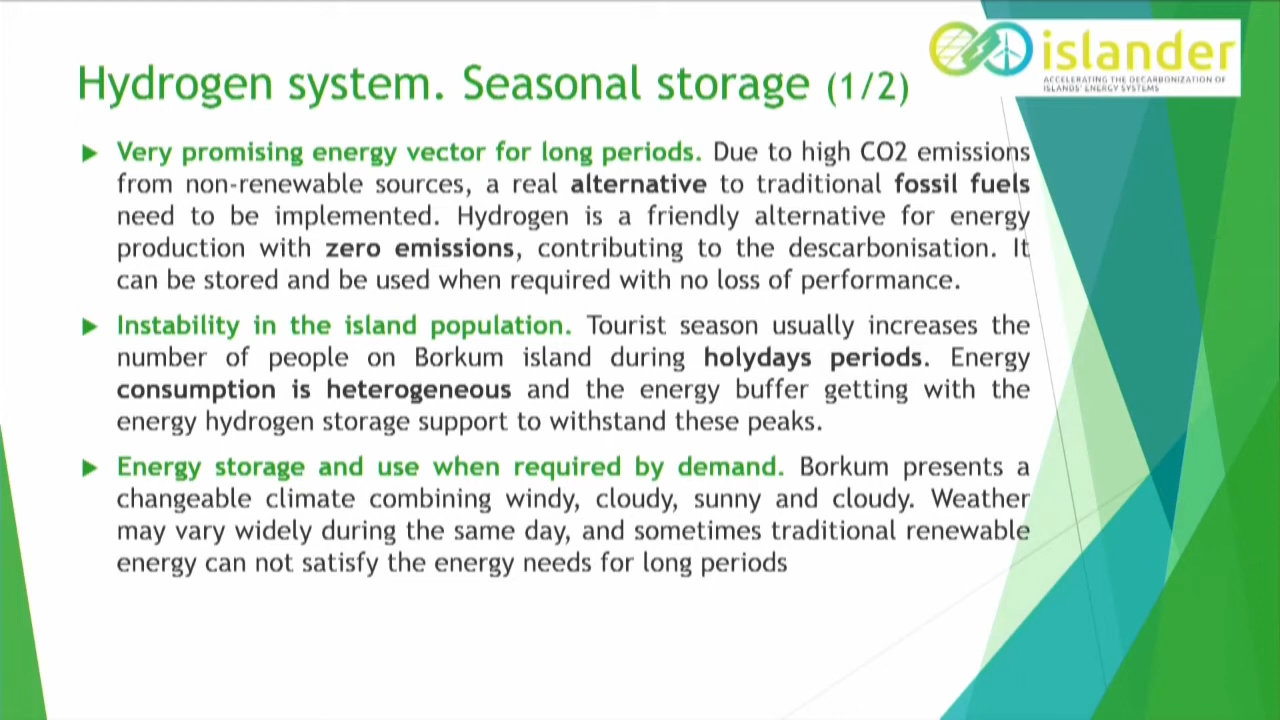 Hydrogen system. Seasonal storage (1/2)
islander
ACCELERATING THE DECARBONIZATION OF
ISLANDS' ENERGY SYSTEMS
Very promising energy vector for long periods. Due to high CO2 emissions
from non-renewable sources, a real alternative to traditional fossil fuels
need to be implemented. Hydrogen is a friendly alternative for energy
production with zero emissions, contributing to the descarbonisation. It
can be stored and be used when required with no loss of performance.
Instability in the island population. Tourist season usually increases the
number of people on Borkum island during holydays periods. Energy
consumption is heterogeneous and the energy buffer getting with the
energy hydrogen storage support to withstand these peaks.
Energy storage and use when required by demand. Borkum presents a
changeable climate combining windy, cloudy, sunny and cloudy. Weather
may vary widely during the same day, and sometimes traditional renewable
energy can not satisfy the energy needs for long periods